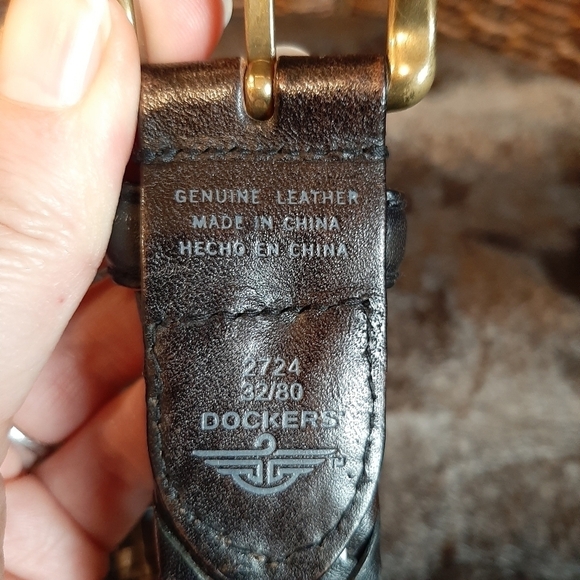 GENUINE LEATHER
MADE IN CHINA
HECHO EN CHINA
2724
32/80
DOCKERS